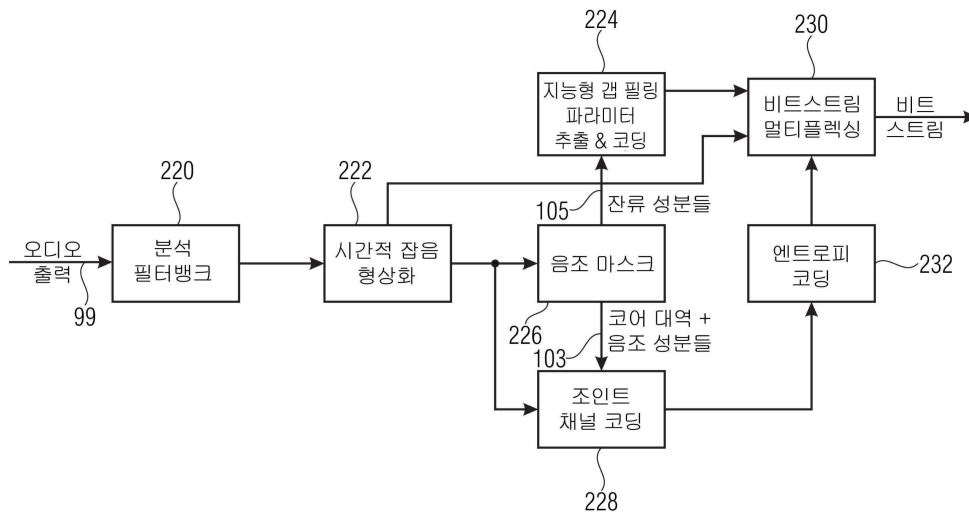 224
230
지능형 갭 필링
파라미터
추출 & 코딩
비트스트림
멀티플렉싱
비트
스트림
220
222
105
잔류 성분들
오디오
출력
99
분석
필터뱅크
시간적 잡음
형상화
음조 마스크
엔트로피
코딩
232
226
코어 대역 +
음조 성분들
103
조인트
채널 코딩
228